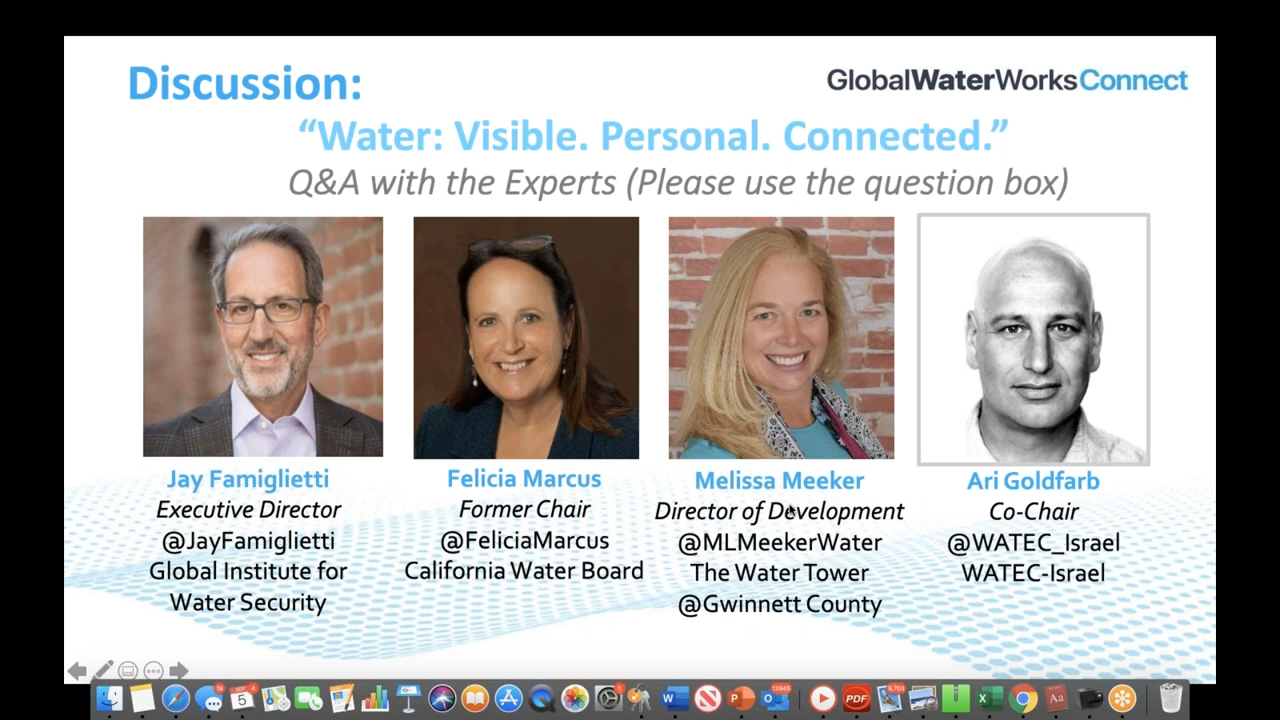 Discussion:
GlobalWaterWorksConnect
“Water: Visible. Personal. Connected.”
Q&A with the Experts (Please use the question box)
Jay Famiglietti
Executive Director
@JayFamiglietti
Global Institute for
Water Security
Felicia Marcus
Former Chair
@FeliciaMarcus
California Water Board
Melissa Meeker
Director of Development
@MLMeekerWater
The Water Tower
@Gwinnett County
Ari Goldfarb
Co-Chair
@WATEC_Israel
WATEC-Israel